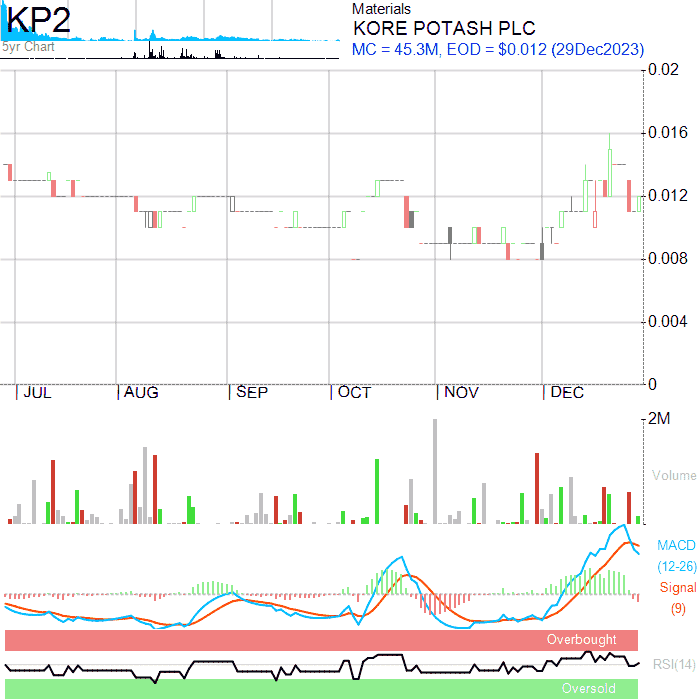 KP2
5yr Chart
Materials
KORE POTASH PLC
MC = 45.3M, EOD = $0.012 (29Dec2023)
0.02
0.016
0.012
0.008
0.004
0
JUL AUG SEP OCT NOV DEC
2M
Volume
MACD
(12-26)
Signal
(9)
Overbought
RSI(14)
Oversold